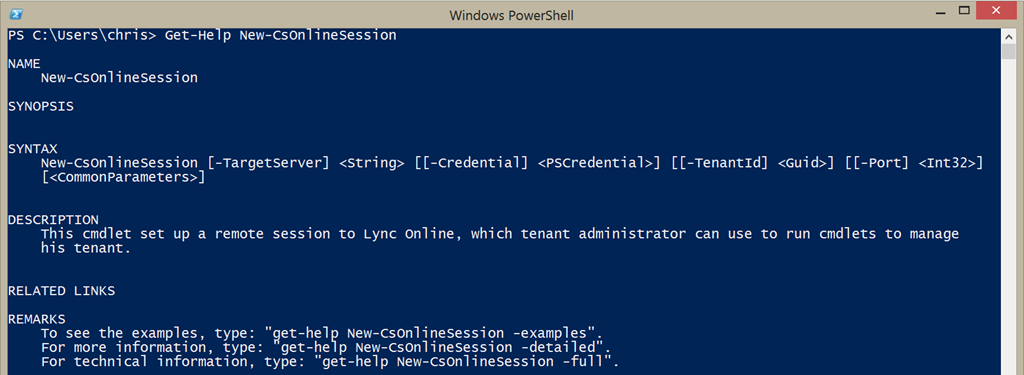 Windows PowerShell
PS C:\Users\chris> Get-Help New-CsOnlineSession
NAME
New-CsOnlineSession
SYNOPSIS
SYNTAX
New-CsOnlineSession [-TargetServer] <String> [[-Credential] <PSCredential>] [[-TenantId] <Guid>] [[-Port] <Int32>]
[<CommonParameters>]
DESCRIPTION
This cmdlet set up a remote session to Lync Online, which tenant administrator can use to run cmdlets to manage
his tenant.
RELATED LINKS
REMARKS
To see the examples, type: "get-help New-CsOnlineSession -examples".
For more information, type: "get-help New-CsOnlineSession -detailed".
For technical information, type: "get-help New-CsOnlineSession -full".